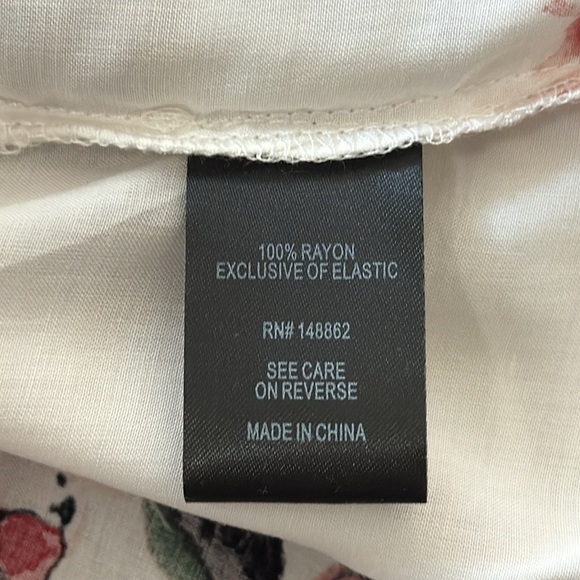 100% RAYON
EXCLUSIVE OF ELASTIC
RN# 148862
SEE CARE
ON REVERSE
MADE IN CHINA